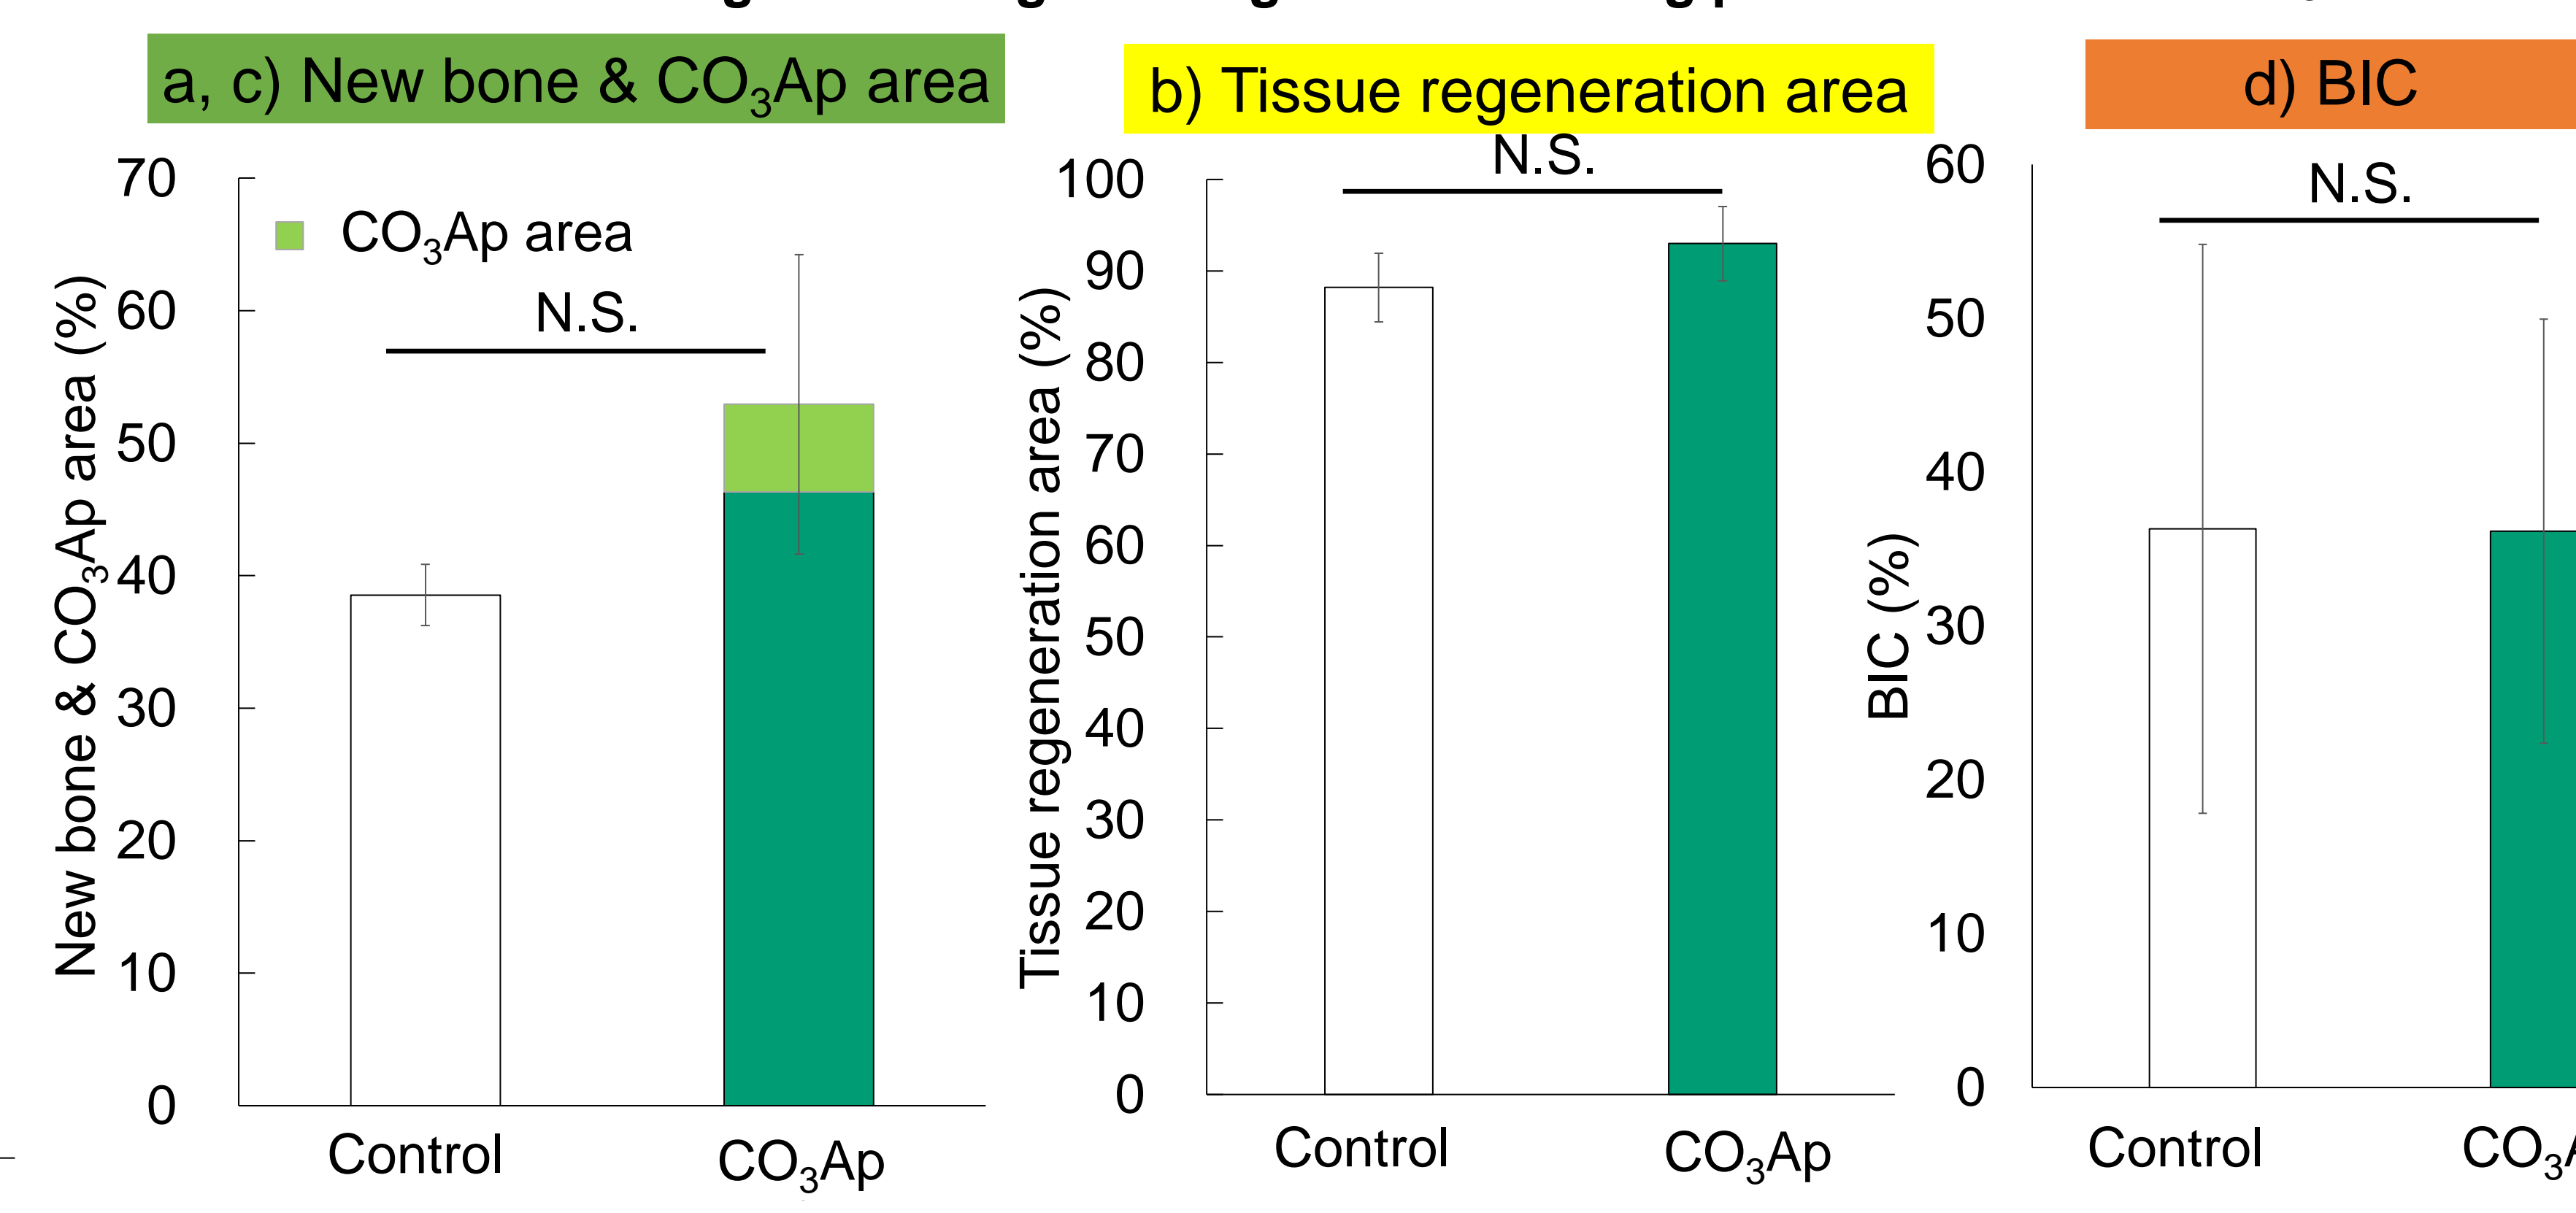 a, c) New bone & CO₃Ap area
b) Tissue regeneration area
d) BIC
New bone & CO₃Ap area (%)
70
60
50
40
30
20
10
0
CO₃Ap area
N.S.
Control
CO₃Ap
Tissue regeneration area (%)
100
90
80
70
60
50
40
30
20
10
0
N.S.
Control
CO₃Ap
BIC (%)
60
50
40
30
20
10
0
N.S.
Control